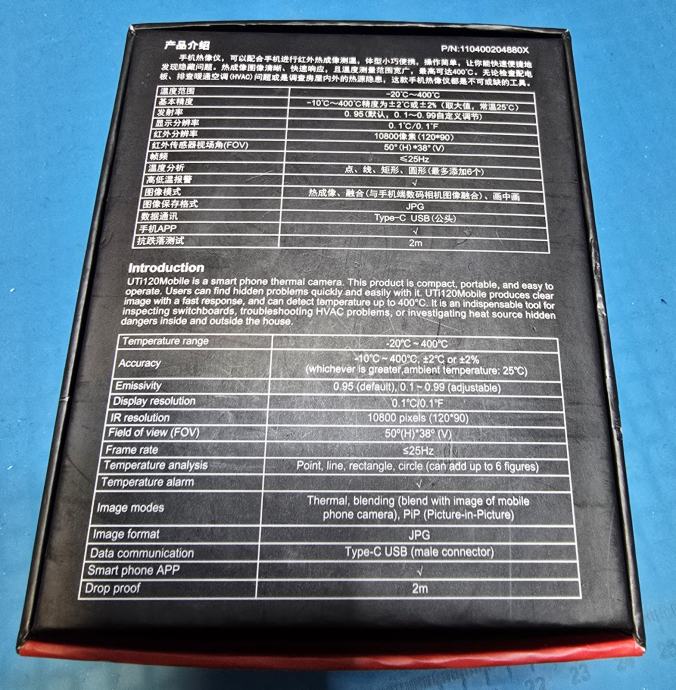 产品介绍
P/N:110400204880X
手机热像仪，可以配合手机进行红外热成像测温，体型小巧便携，操作简单，让你能快速便捷地
发现隐藏问题。热成像图像清晰、快速响应，且温度测量范围宽广，最高可达400℃。无论检查配电
板、排查暖通空调(HVAC)问题或是调查房屋内外的热源隐患，这款手机热像仪都是不可或缺的工具。
温度范围 -20℃~400℃
基本精度 -10℃~400℃精度为±2℃或±2% (取大值，常温25℃)
发射率 0.95(默认，0.1~0.99自定义调节)
显示分辨率 0.1℃/0.1℉
红外分辨率 10800像素(120*90)
红外传感器视场角(FOV) 50°(H)*38°(V)
帧频 ≤25Hz
温度分析 点、线、矩形、圆形(最多添加6个)
高低温报警 √
图像模式 热成像、融合(与手机端数码相机图像融合)、画中画
图像保存格式 JPG
数据通讯 Type-C USB(公头)
手机APP √
抗跌落测试 2m
Introduction
UTi120Mobile is a smart phone thermal camera. This product is compact, portable, and easy to
operate. Users can find hidden problems quickly and easily with it. UTi120Mobile produces clear
image with a fast response, and can detect temperature up to 400℃. It is an indispensable tool for
inspecting switchboards, troubleshooting HVAC problems, or investigating heat source hidden
dangers inside and outside the house.
Temperature range -20℃~400℃
Accuracy -10℃~400℃, ±2℃ or ±2%
(whichever is greater,ambient temperature: 25℃)
Emissivity 0.95 (default), 0.1~0.99 (adjustable)
Display resolution 0.1℃/0.1℉
IR resolution 10800 pixels (120*90)
Field of view (FOV) 50º(H)*38º (V)
Frame rate ≤25Hz
Temperature analysis Point, line, rectangle, circle (can add up to 6 figures)
Temperature alarm √
Image modes Thermal, blending (blend with image of mobile
phone camera), PiP (Picture-in-Picture)
Image format JPG
Data communication Type-C USB (male connector)
Smart phone APP √
Drop proof 2m
22 23